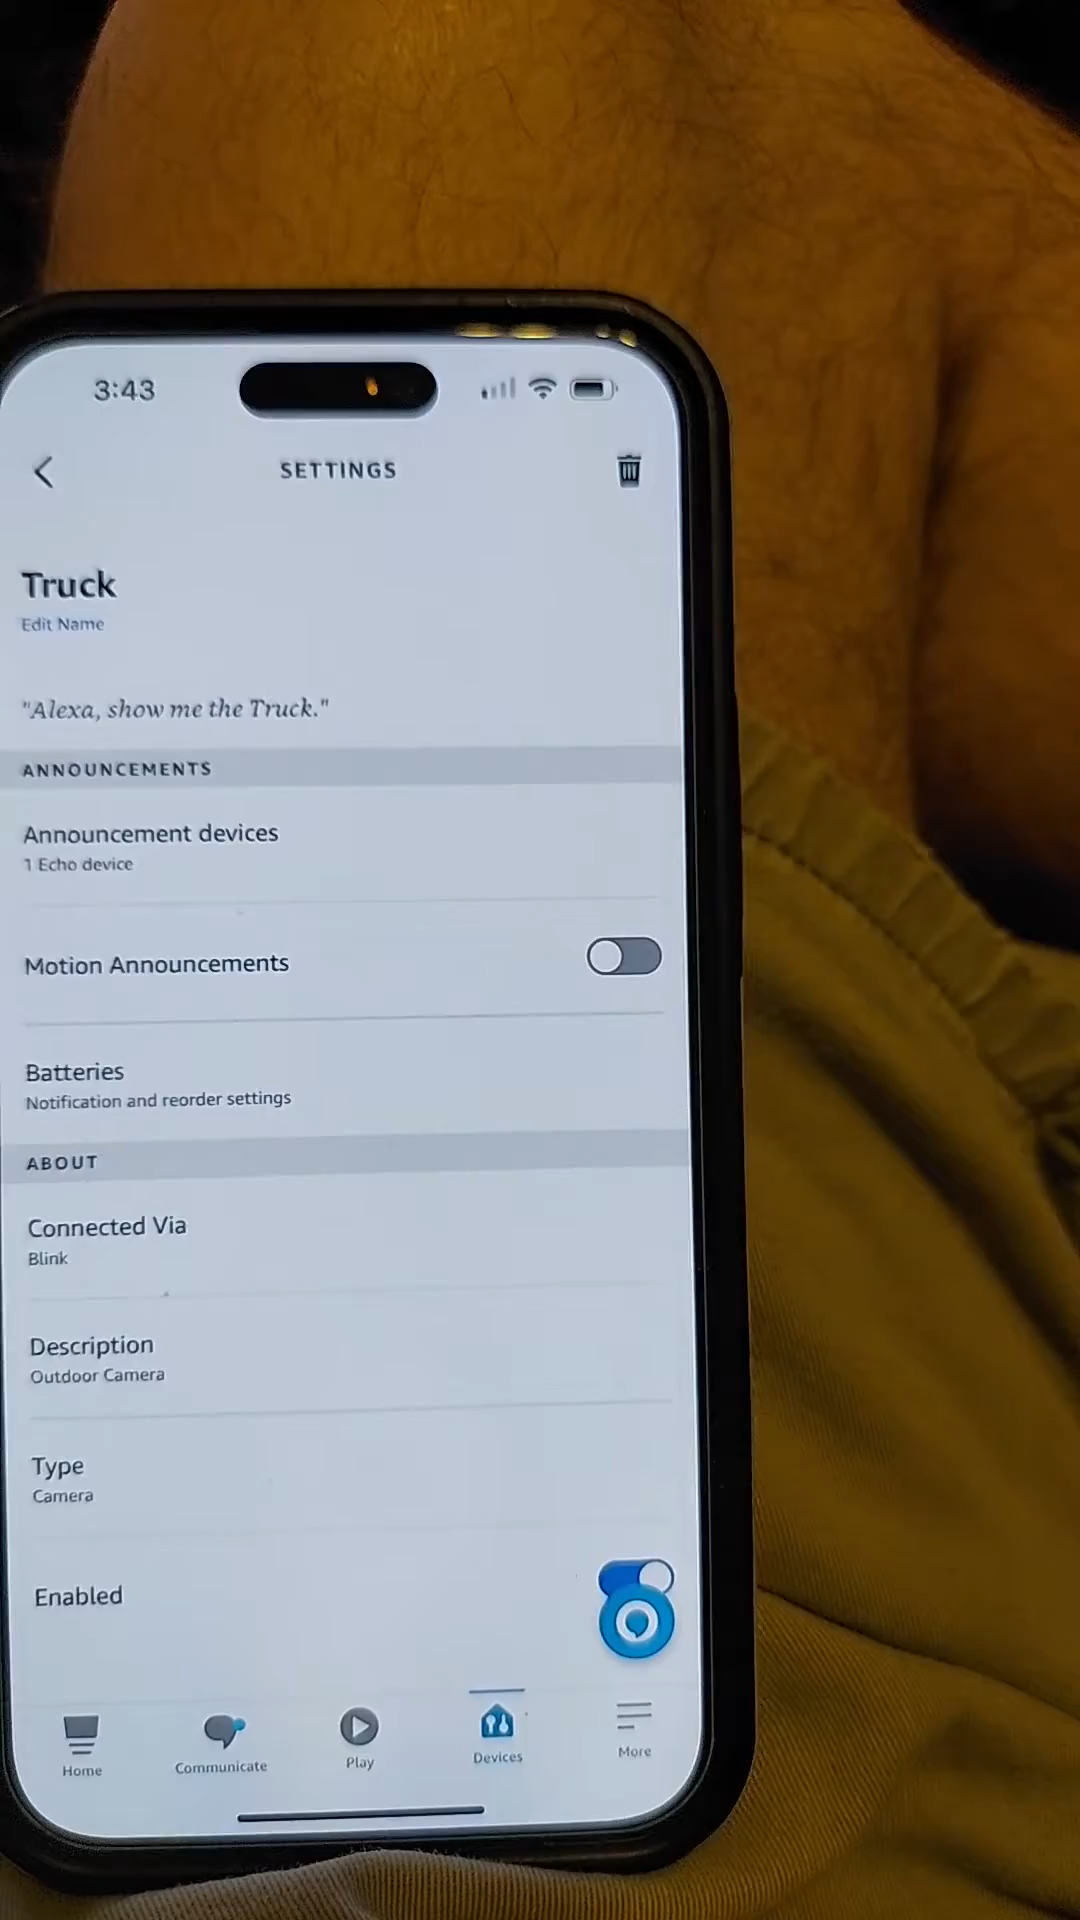 3:43
SETTINGS
Truck
Edit Name
"Alexa, show me the Truck."
ANNOUNCEMENTS
Announcement devices
1 Echo device
Motion Announcements
Batteries
Notification and reorder settings
ABOUT
Connected Via
Blink
Description
Outdoor Camera
Type
Camera
Enabled
Home
Communicate
Play
Devices
More